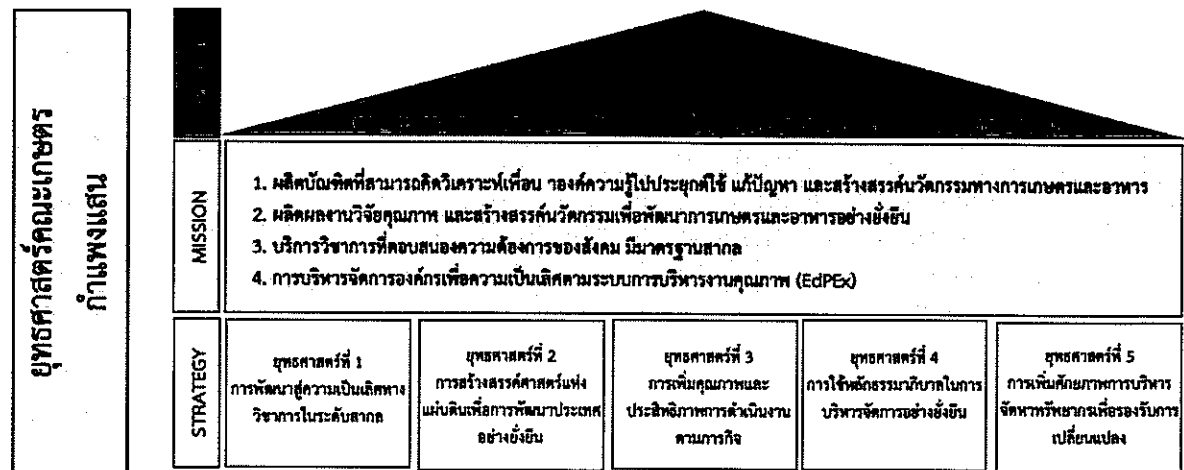 ยุทธศาสตร์คณะเกษตร
กำแพงแสน
MISSION
1. ผลิตบัณฑิตที่สามารถคิดวิเคราะห์เพื่อน าองค์ความรู้ไปประยุกต์ใช้ แก้ปัญหา และสร้างสรรค์นวัตกรรมทางการเกษตรและอาหาร
2. ผลิตผลงานวิจัยคุณภาพ และสร้างสรรค์นวัตกรรมเพื่อพัฒนาการเกษตรและอาหารอย่างยั่งยืน
3. บริการวิชาการที่ตอบสนองความต้องการของสังคม มีมาตรฐานสากล
4. การบริหารจัดการองค์กรเพื่อความเป็นเลิศตามระบบการบริหารงานคุณภาพ (EdPEx)
STRATEGY
ยุทธศาสตร์ที่ 1
การพัฒนาสู่ความเป็นเลิศทาง
วิชาการในระดับสากล
ยุทธศาสตร์ที่ 2
การสร้างสรรค์ศาสตร์แห่ง
แผ่นดินเพื่อการพัฒนาประเทศ
อย่างยั่งยืน
ยุทธศาสตร์ที่ 3
การเพิ่มคุณภาพและ
ประสิทธิภาพการดำเนินงาน
ตามภารกิจ
ยุทธศาสตร์ที่ 4
การใช้หลักธรรมาภิบาลในการ
บริหารจัดการอย่างยั่งยืน
ยุทธศาสตร์ที่ 5
การเพิ่มศักยภาพการบริหาร
จัดหาทรัพยากรเพื่อรองรับการ
เปลี่ยนแปลง